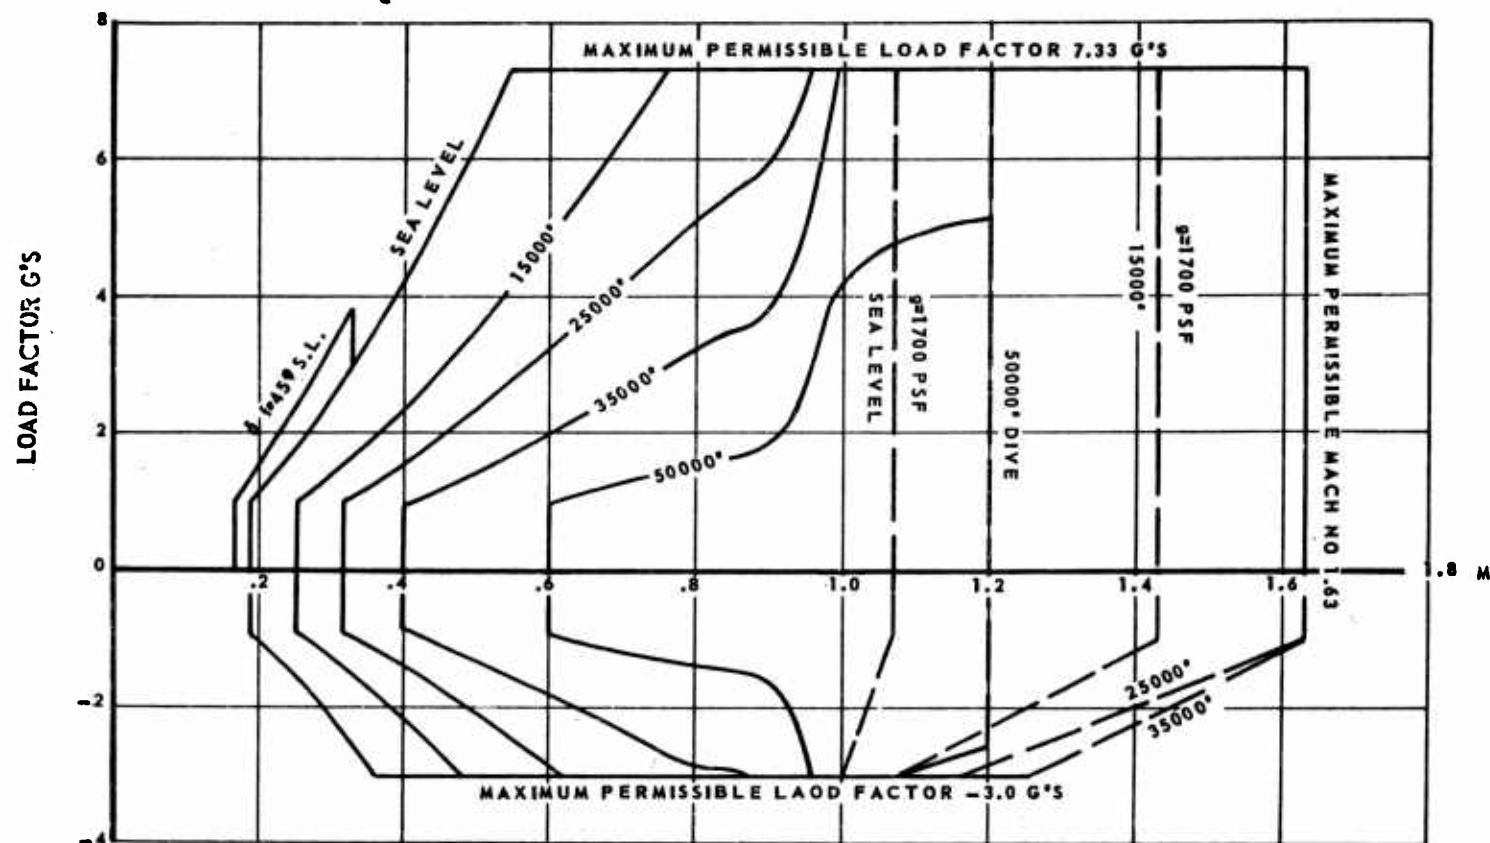 8
MAXIMUM PERMISSIBLE LOAD FACTOR 7.33 G'S
6
SEA LEVEL
15000'
25000'
4
35000'
LOAD FACTOR G'S
S.L.
2
50000'
SEA LEVEL
g=1700 PSF
50000' DIVE
15000'
g=1700 PSF
MAXIMUM PERMISSIBLE MACH NO 1.63
0
.2
.4
.6
.8
1.0
1.2
1.4
1.6
1.8 M
-2
25000'
35000'
MAXIMUM PERMISSIBLE LAOD FACTOR -3.0 G'S
-4